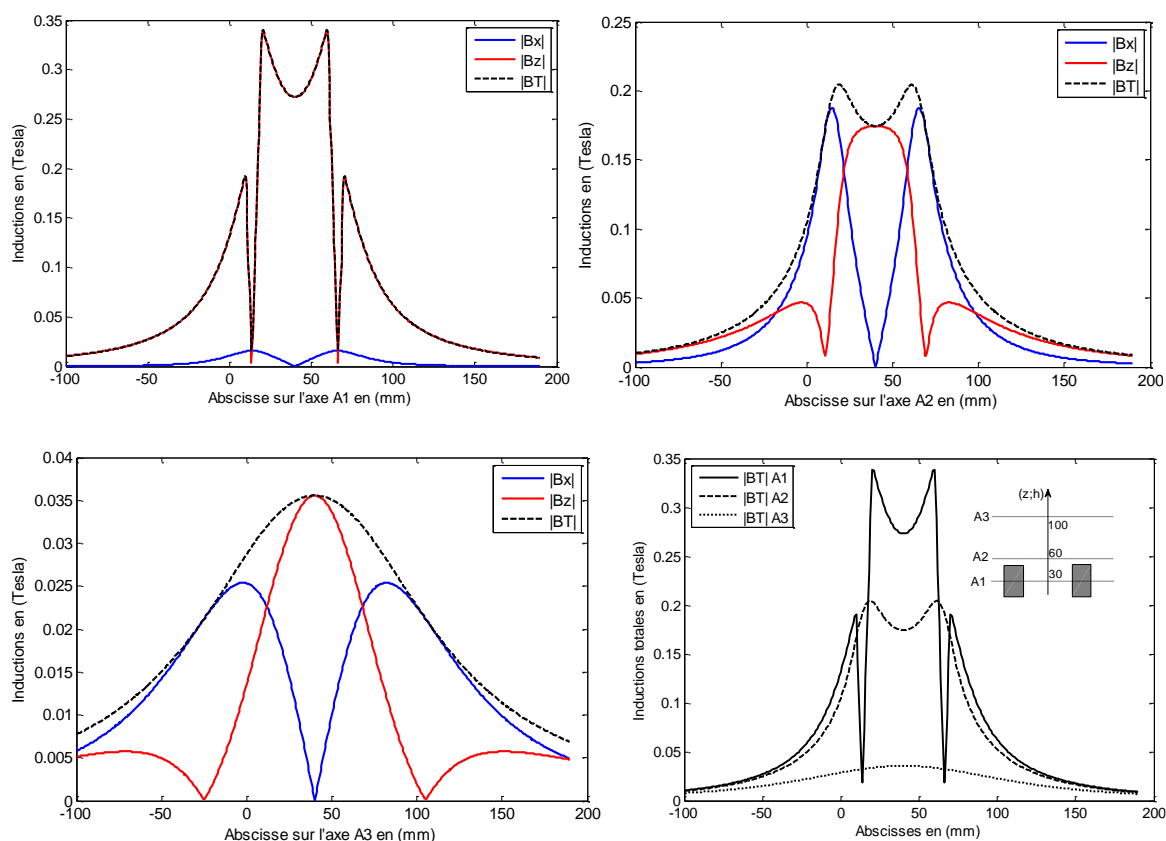 0.35
0.3
0.25
0.2
0.15
0.1
0.05
0
-100
-50
0
50
100
150
200
Inductions en (Tesla)
Abscisse sur l'axe A1 en (mm)
|Bx|
|Bz|
|BT|
0.25
0.2
0.15
0.1
0.05
0
-100
-50
0
50
100
150
200
Inductions en (Tesla)
Abscisse sur l'axe A2 en (mm)
|Bx|
|Bz|
|BT|
0.04
0.035
0.03
0.025
0.02
0.015
0.01
0.005
0
-100
-50
0
50
100
150
200
Inductions en (Tesla)
Abscisse sur l'axe A3 en (mm)
|Bx|
|Bz|
|BT|
0.35
0.3
0.25
0.2
0.15
0.1
0.05
0
-100
-50
0
50
100
150
200
Inductions totales en (Tesla)
Abscisses en (mm)
|BT| A1
|BT| A2
|BT| A3
(z;h)
A3
100
A2
60
A1
30